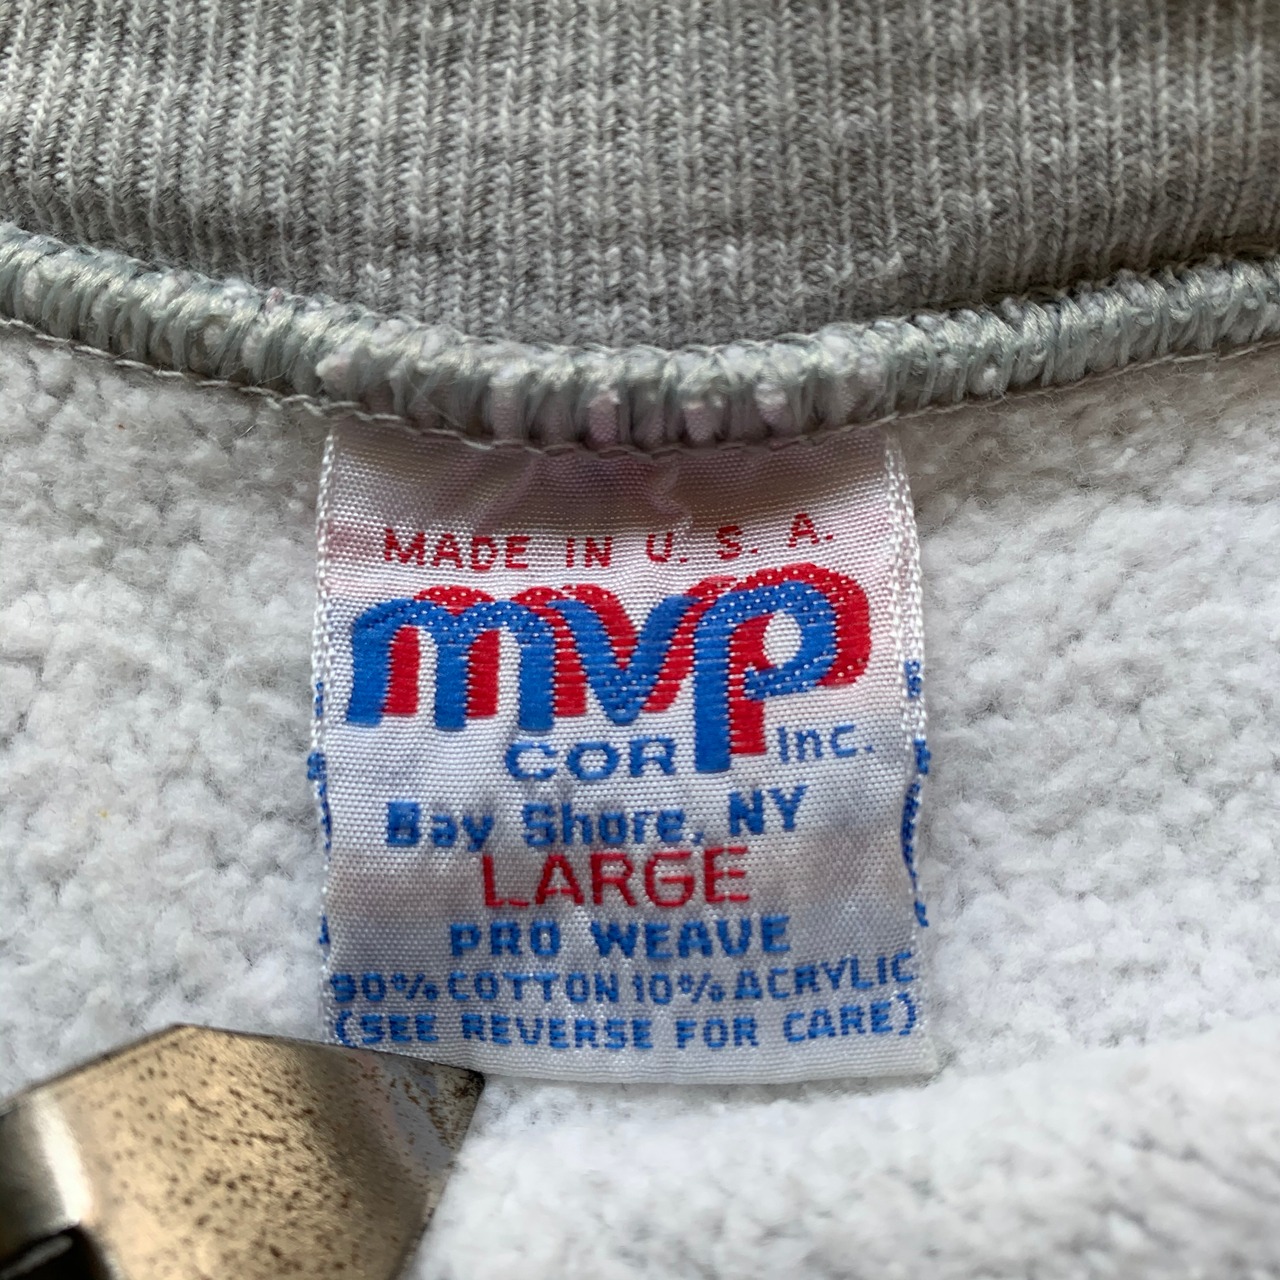 MADE IN U. S. A.
mvp
COR Inc.
Bay Shore, NY
LARGE
PRO WEAVE
90% COTTON 10% ACRYLIC
(SEE REVERSE FOR CARE)